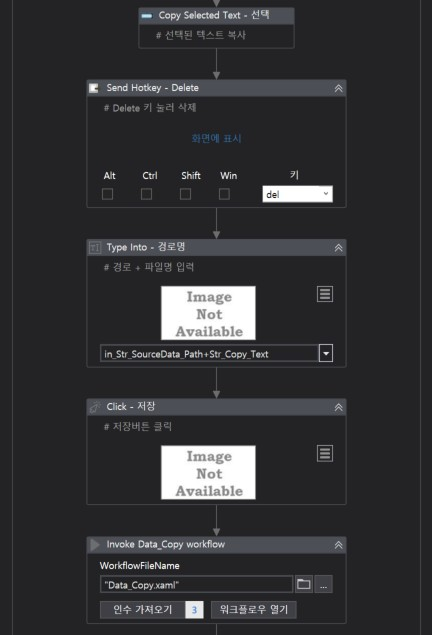 Copy Selected Text - 선택
# 선택된 텍스트 복사
Send Hotkey - Delete
# Delete 키 눌러 삭제
화면에 표시
Alt Ctrl Shift Win 키
del
Type Into - 경로명
# 경로 + 파일명 입력
Image
Not
Available
in_Str_SourceData_Path+Str_Copy_Text
Click - 저장
# 저장버튼 클릭
Image
Not
Available
Invoke Data_Copy workflow
WorkflowFileName
"Data_Copy.xaml" ...
인수 가져오기 3 워크플로우 열기